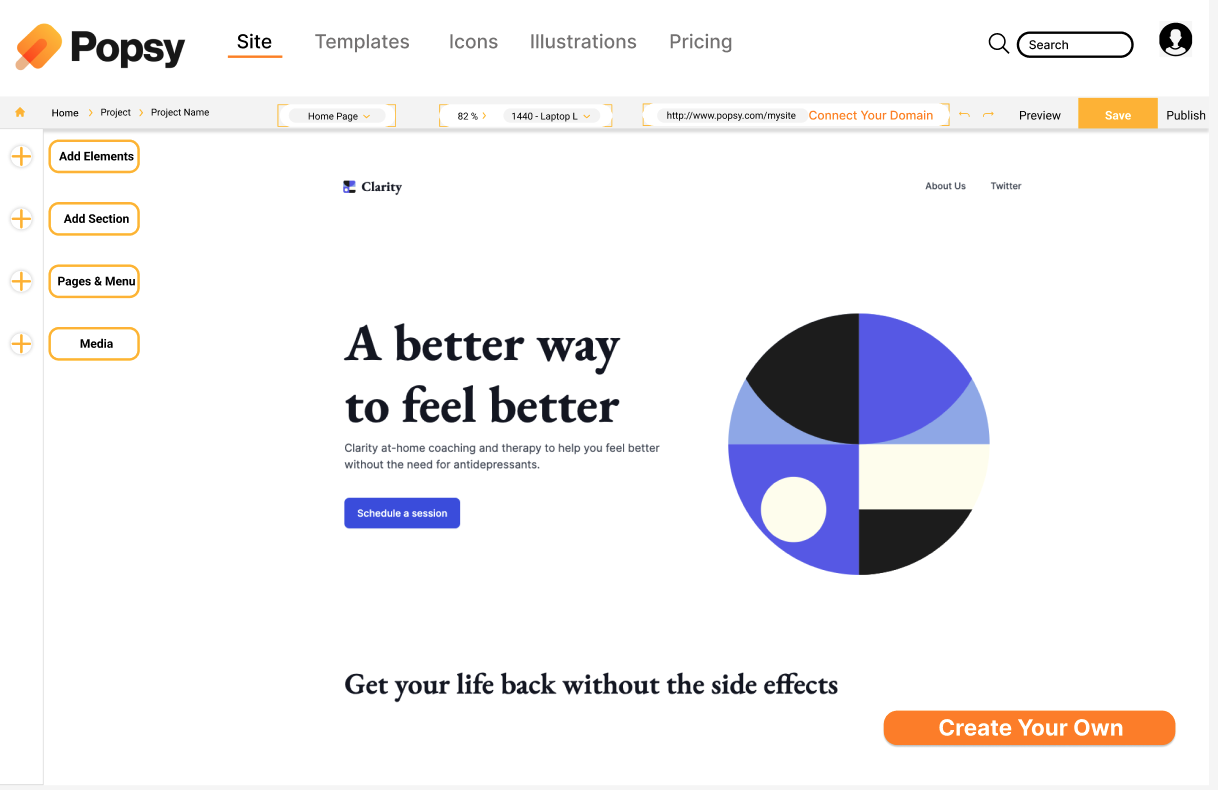 Popsy
Site Templates Icons Illustrations Pricing
Search
Home Project Project Name
Home Page
82 %
1440 - Laptop L
http://www.popsy.com/mysite
Connect Your Domain
Preview
Save
Publish
Add Elements
Add Section
Pages & Menu
Media
Clarity
About Us
Twitter
A better way
to feel better
Clarity at-home coaching and therapy to help you feel better
without the need for antidepressants.
Schedule a session
Get your life back without the side effects
Create Your Own